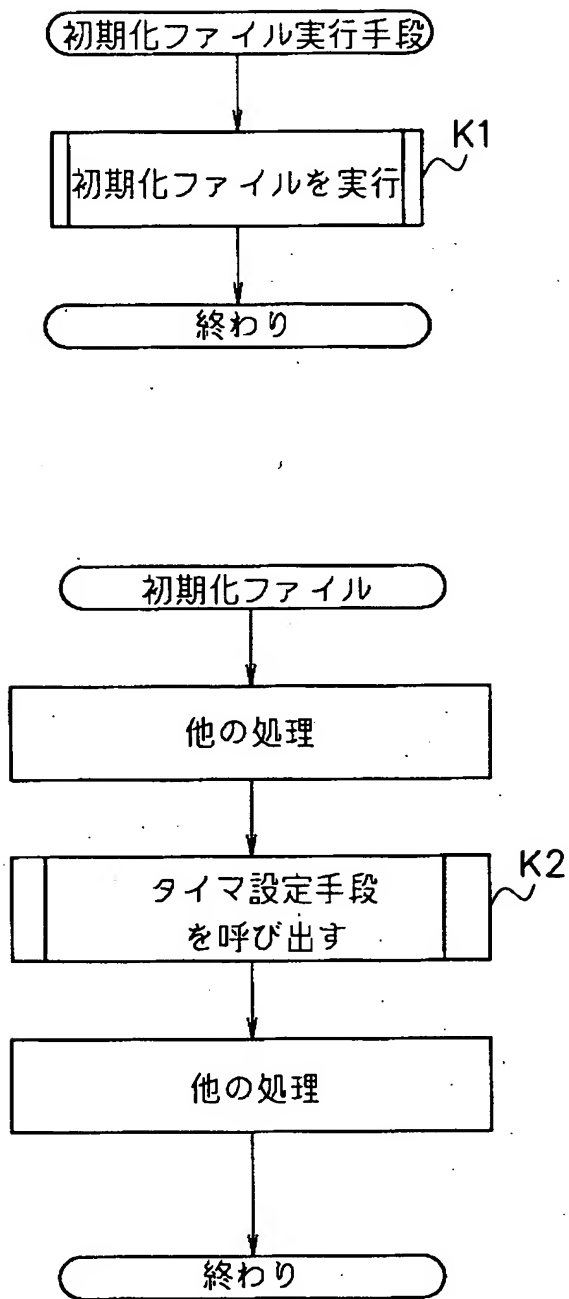 初期化ファイル実行手段
初期化ファイルを実行
K1
終わり
初期化ファイル
他の処理
タイマ設定手段
を呼び出す
K2
他の処理
終わり